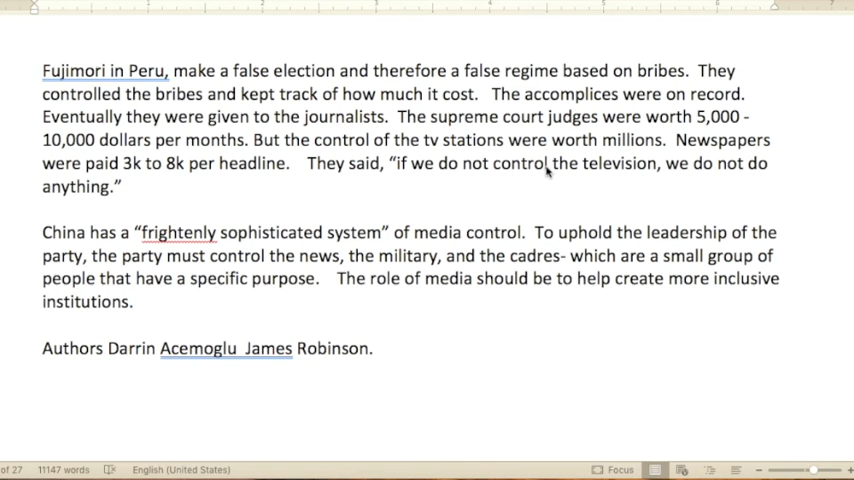 Fujimori in Peru, make a false election and therefore a false regime based on bribes.  They
controlled the bribes and kept track of how much it cost.   The accomplices were on record.
Eventually they were given to the journalists.  The supreme court judges were worth 5,000 -
10,000 dollars per months. But the control of the tv stations were worth millions.  Newspapers
were paid 3k to 8k per headline.    They said, “if we do not control the television, we do not do
anything.”
China has a “frightenly sophisticated system” of media control.  To uphold the leadership of the
party, the party must control the news, the military, and the cadres- which are a small group of
people that have a specific purpose.    The role of media should be to help create more inclusive
institutions.
Authors Darrin Acemoglu  James Robinson.
of 27 11147 words English (United States) Focus